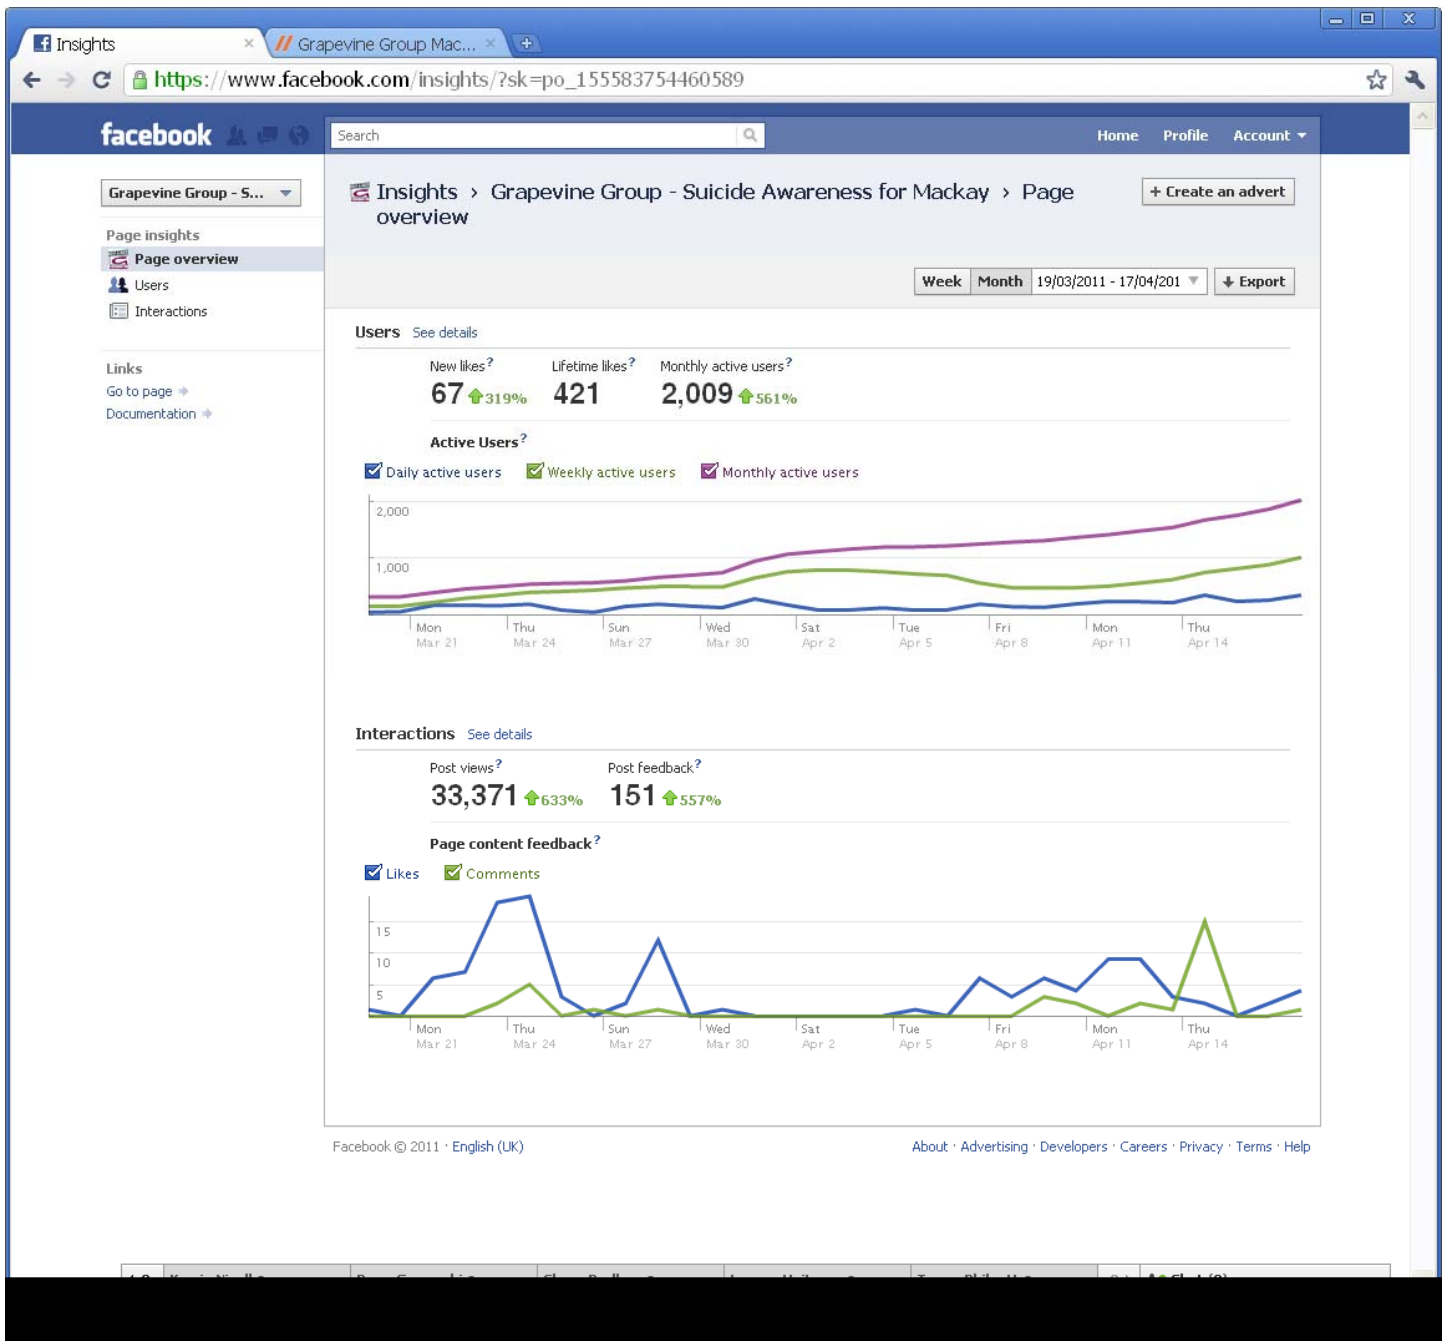 Insights
Grapevine Group Mac...
https://www.facebook.com/insights/?sk=po_155583754460589
facebook
Search
Home Profile Account
Grapevine Group - S...
Insights › Grapevine Group - Suicide Awareness for Mackay › Page
overview
+ Create an advert
Page insights
Page overview
Users
Interactions
Links
Go to page
Documentation
Week Month 19/03/2011 - 17/04/201 Export
Users See details
New likes? Lifetime likes? Monthly active users?
67 319% 421 2,009 561%
Active Users?
Daily active users Weekly active users Monthly active users
2,000
1,000
Mon Thu Sun Wed Sat Tue Fri Mon Thu
Mar 21 Mar 24 Mar 27 Mar 30 Apr 2 Apr 5 Apr 8 Apr 11 Apr 14
Interactions See details
Post views? Post feedback?
33,371 633% 151 557%
Page content feedback?
Likes Comments
15
10
5
Mon Thu Sun Wed Sat Tue Fri Mon Thu
Mar 21 Mar 24 Mar 27 Mar 30 Apr 2 Apr 5 Apr 8 Apr 11 Apr 14
Facebook © 2011 · English (UK)
About · Advertising · Developers · Careers · Privacy · Terms · Help